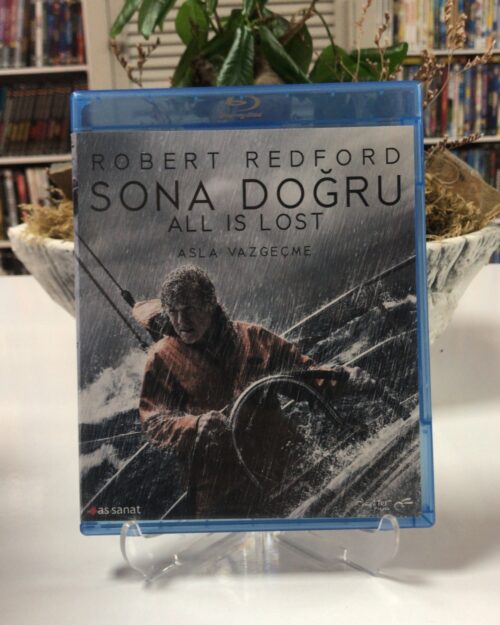 ROBERT REDFORD
SONA DOĞRU
ALL IS LOST
ASLA VAZGEÇME
as sanat